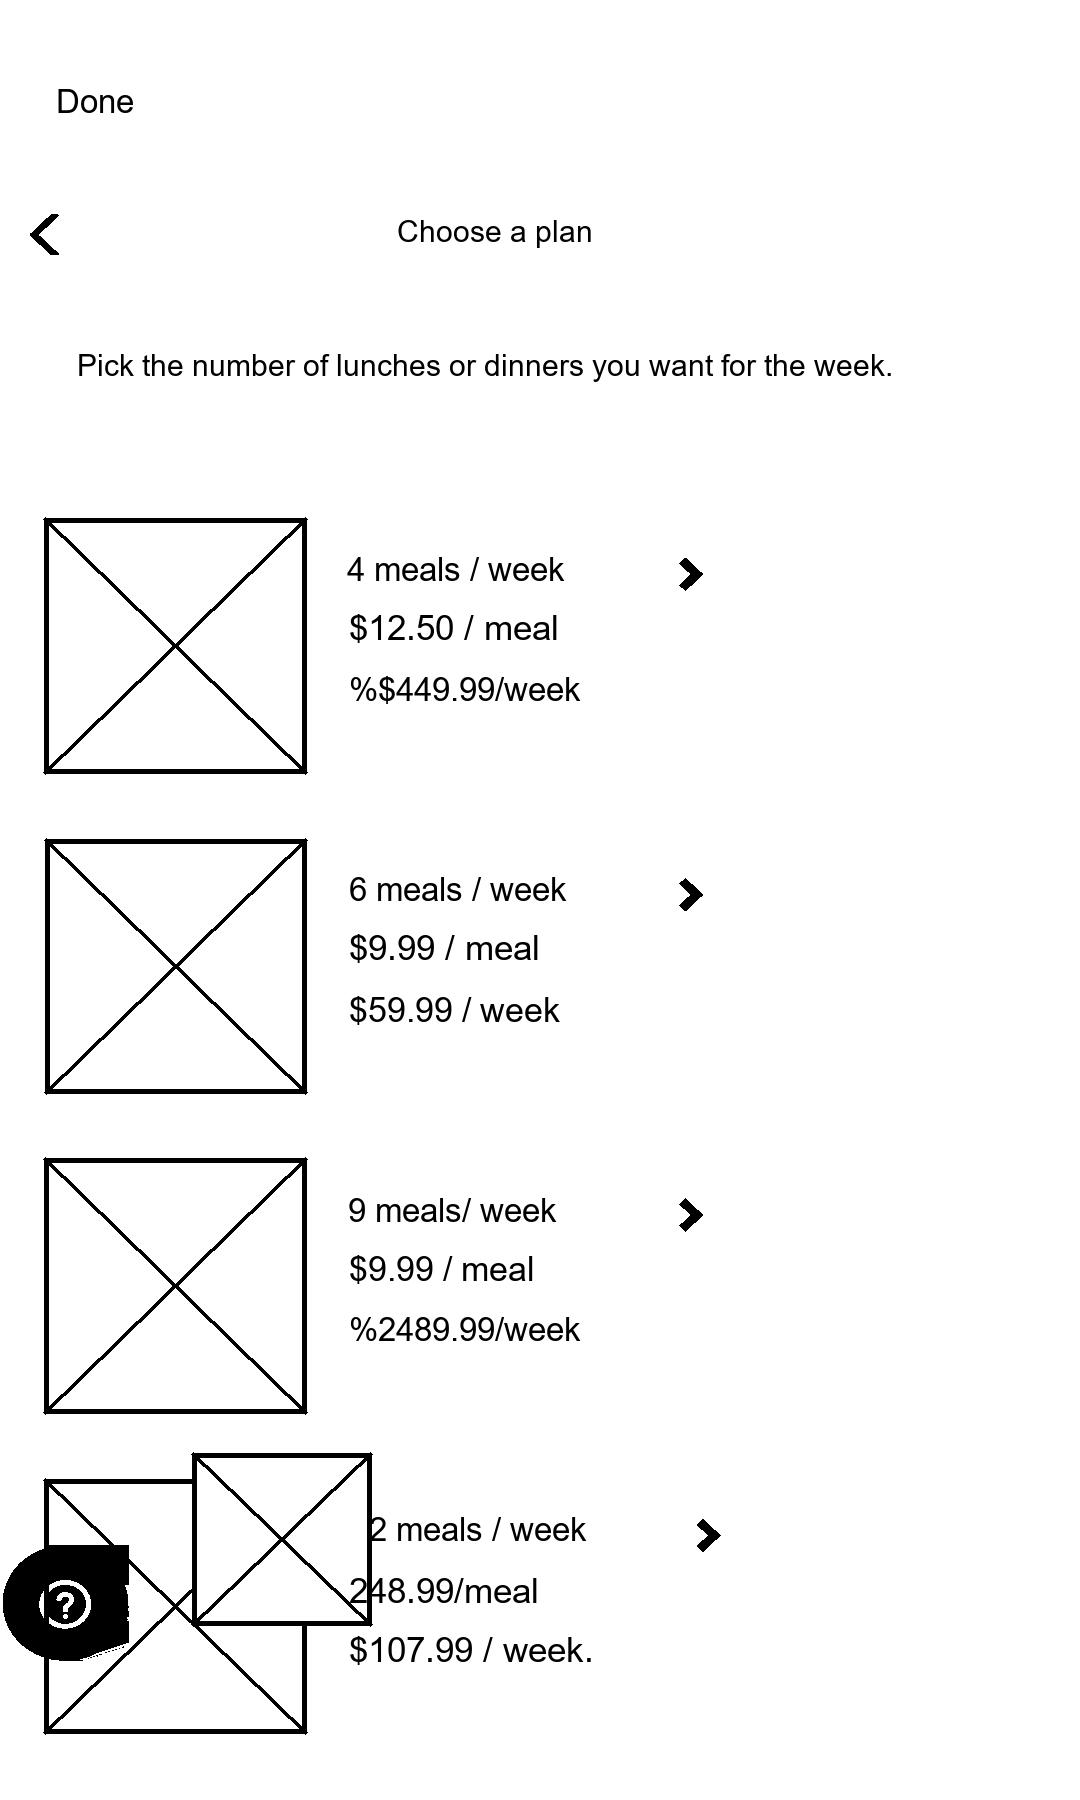 Done
Choose a plan
Pick the number of lunches or dinners you want for the week.
4 meals / week
$12.50 / meal
%$449.99/week
6 meals / week
$9.99 / meal
$59.99 / week
9 meals/ week
$9.99 / meal
%2489.99/week
2 meals / week
248.99/meal
$107.99 / week.
?